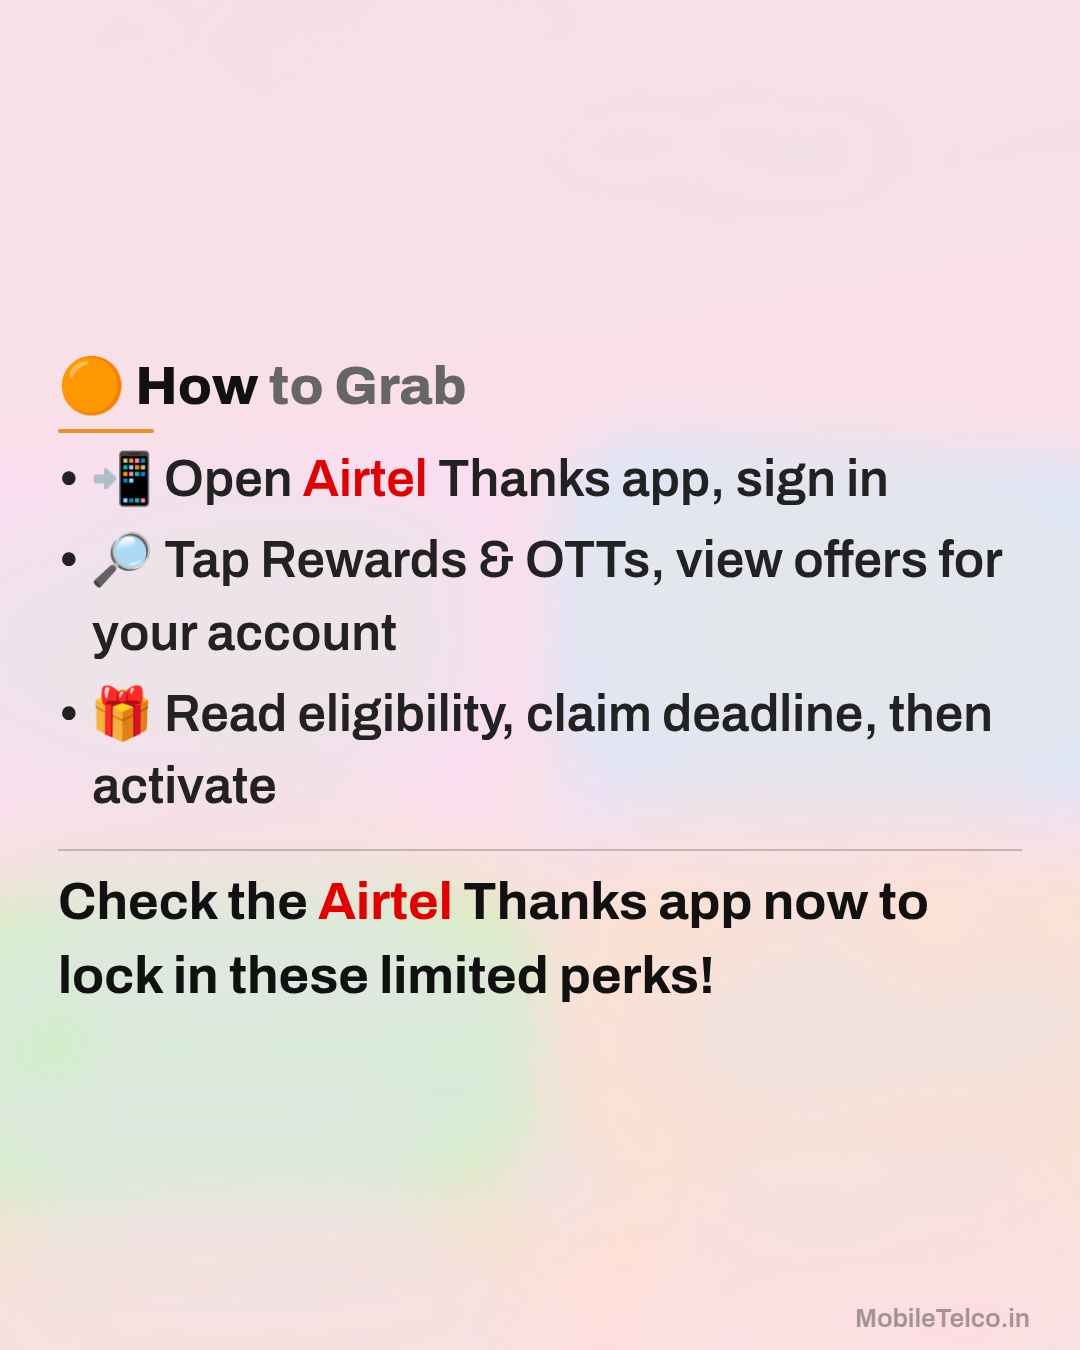 🟠 How to Grab
• 📲 Open Airtel Thanks app, sign in
• 🔎 Tap Rewards & OTTs, view offers for
your account
• 🎁 Read eligibility, claim deadline, then
activate
Check the Airtel Thanks app now to
lock in these limited perks!
MobileTelco.in